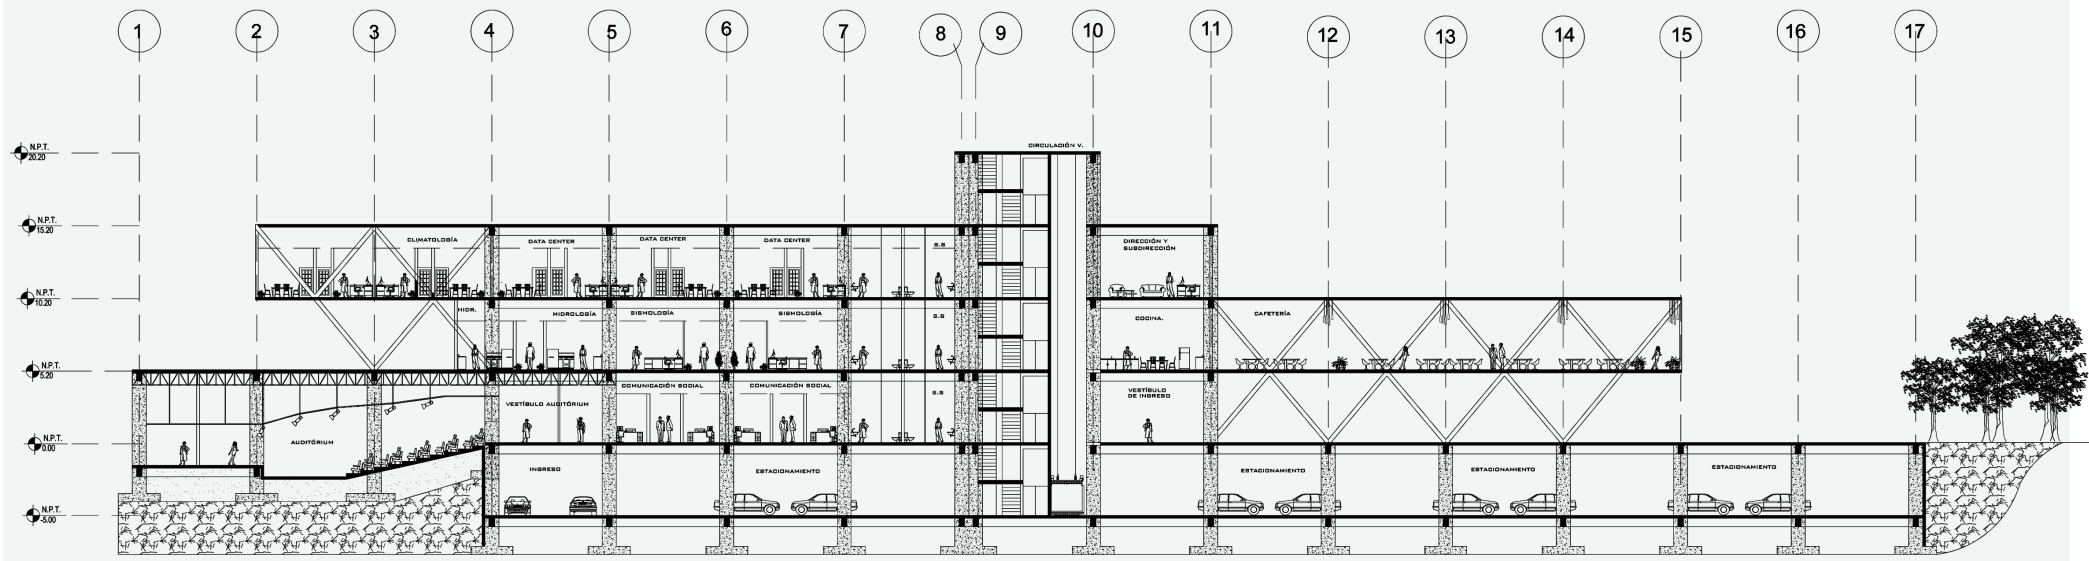 1
2
3
4
5
6
7
8
9
10
11
12
13
14
15
16
17
N.P.T.
20.20
CIRCULACIÓN V.
N.P.T.
15.20
CLIMATOLOGÍA
DATA CENTER
DATA CENTER
DATA CENTER
S.S
DIRECCIÓN Y
SUBDIRECCIÓN
N.P.T.
10.20
HIDR.
HIDROLOGÍA
SISMOLOGÍA
SISMOLOGÍA
S.S
COCINA.
CAFETERÍA
N.P.T.
5.20
COMUNICACIÓN SOCIAL
COMUNICACIÓN SOCIAL
S.S
VESTÍBULO
DE INGRESO
VESTÍBULO AUDITÓRIUM
AUDITÓRIUM
N.P.T.
0.00
INGRESO
ESTACIONAMIENTO
ESTACIONAMIENTO
ESTACIONAMIENTO
ESTACIONAMIENTO
N.P.T.
-5.00